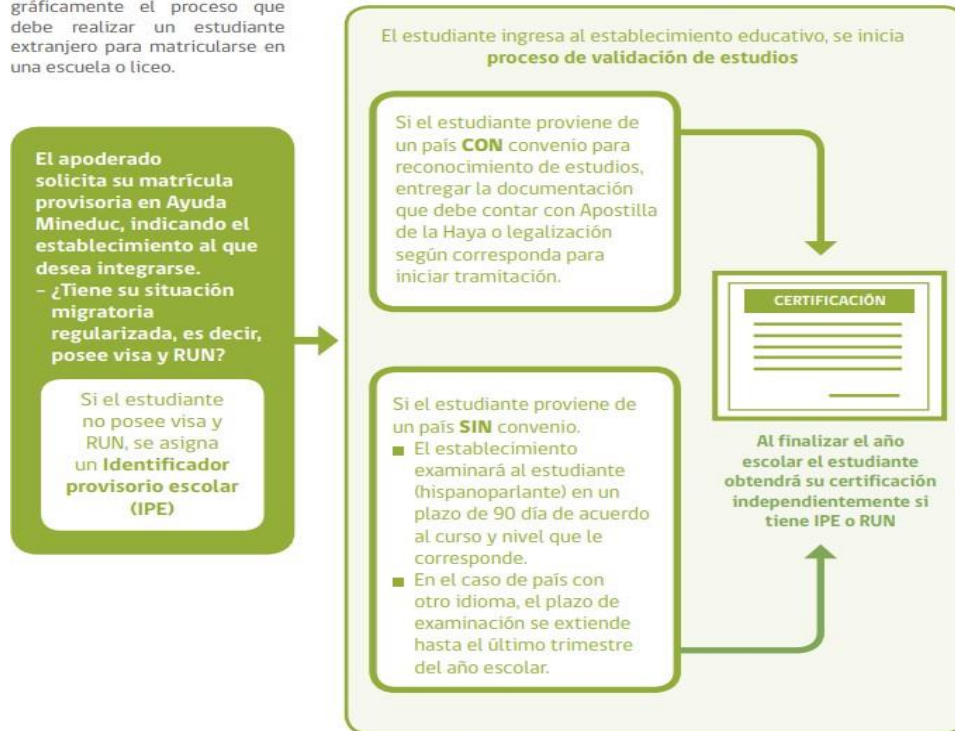 gráficamente el proceso que
debe realizar un estudiante
extranjero para matricularse en
una escuela o liceo.
El apoderado
solicita su matrícula
provisoria en Ayuda
Mineduc, indicando el
establecimiento al que
desea integrarse.
– ¿Tiene su situación
migratoria
regularizada, es decir,
posee visa y RUN?
Si el estudiante
no posee visa y
RUN, se asigna
un Identificador
provisorio escolar
(IPE)
El estudiante ingresa al establecimiento educativo, se inicia
proceso de validación de estudios
Si el estudiante proviene de
un país CON convenio para
reconocimiento de estudios,
entregar la documentación
que debe contar con Apostilla
de la Haya o legalización
según corresponda para
iniciar tramitación.
Si el estudiante proviene de
un país SIN convenio.
■ El establecimiento
examinará al estudiante
(hispanoparlante) en un
plazo de 90 día de acuerdo
al curso y nivel que le
corresponde.
■ En el caso de país con
otro idioma, el plazo de
examinación se extiende
hasta el último trimestre
del año escolar.
CERTIFICACIÓN
Al finalizar el año
escolar el estudiante
obtendrá su certificación
independientemente si
tiene IPE o RUN